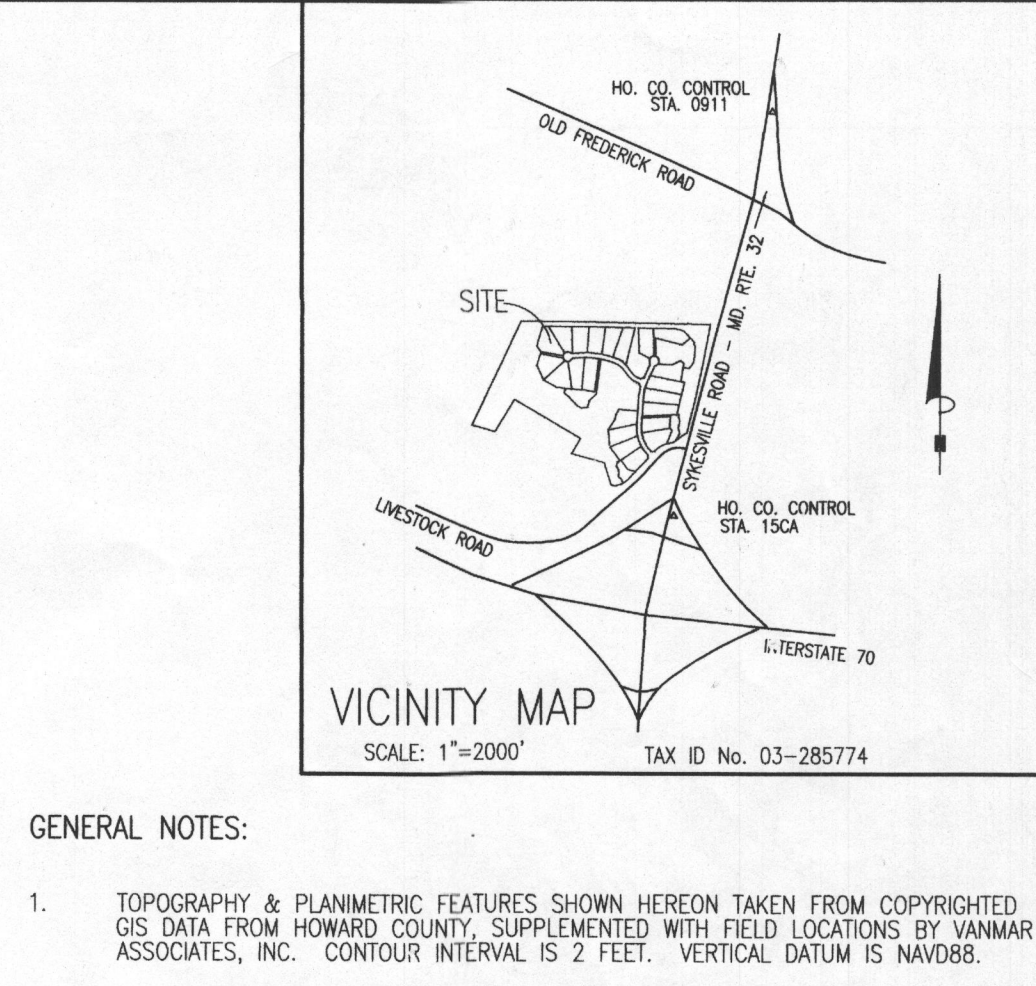 HO. CO. CONTROL
STA. 0911
OLD FREDERICK ROAD
SITE
SYKESVILLE ROAD - MD. RTE. 32
LIVESTOCK ROAD
HO. CO. CONTROL
STA. 15CA
INTERSTATE 70
VICINITY MAP
SCALE: 1"=2000'
TAX ID No. 03-285774
GENERAL NOTES:
1. TOPOGRAPHY & PLANIMETRIC FEATURES SHOWN HEREON TAKEN FROM COPYRIGHTED
GIS DATA FROM HOWARD COUNTY, SUPPLEMENTED WITH FIELD LOCATIONS BY VANMAR
ASSOCIATES, INC. CONTOUR INTERVAL IS 2 FEET. VERTICAL DATUM IS NAVD88.